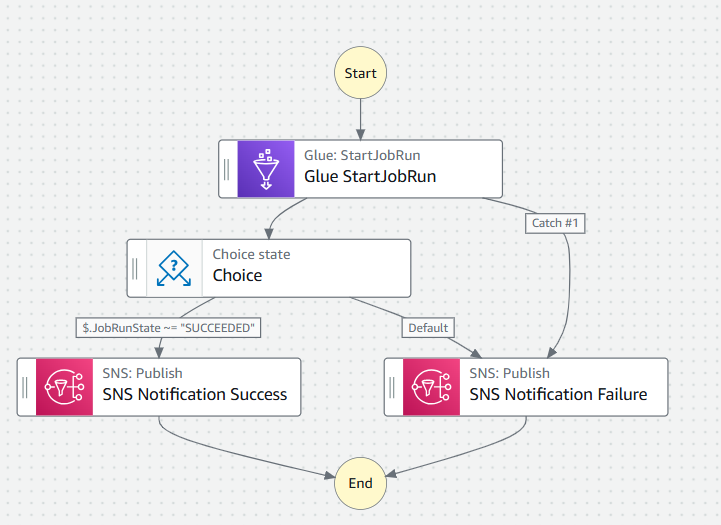 Start
Glue: StartJobRun
Glue StartJobRun
Catch #1
Choice state
?
Choice
$.JobRunState ~= "SUCCEEDED"
Default
SNS: Publish
SNS Notification Success
SNS: Publish
SNS Notification Failure
End